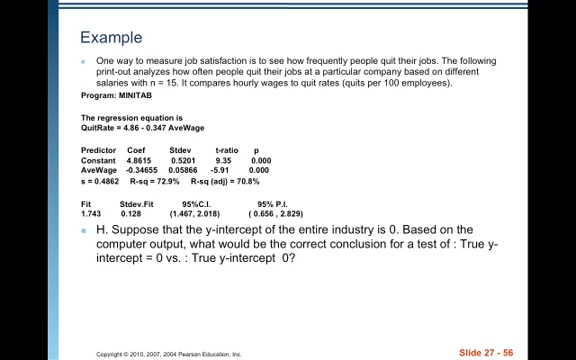 Example
One way to measure job satisfaction is to see how frequently people quit their jobs. The following
print-out analyzes how often people quit their jobs at a particular company based on different
salaries with n = 15. It compares hourly wages to quit rates (quits per 100 employees).
Program: MINITAB
The regression equation is
QuitRate = 4.86 - 0.347 AveWage
Predictor Coef Stdev t-ratio p
Constant 4.8615 0.5201 9.35 0.000
AveWage -0.34655 0.05866 -5.91 0.000
s = 0.4862 R-sq = 72.9% R-sq (adj) = 70.8%
Fit Stdev.Fit 95%C.I. 95% P.I.
1.743 0.128 (1.467, 2.018) ( 0.656 , 2.829)
H. Suppose that the y-intercept of the entire industry is 0. Based on the
computer output, what would be the correct conclusion for a test of : True y-
intercept = 0 vs. : True y-intercept 0?
Copyright © 2010, 2007, 2004 Pearson Education, Inc.
Slide 27 - 56